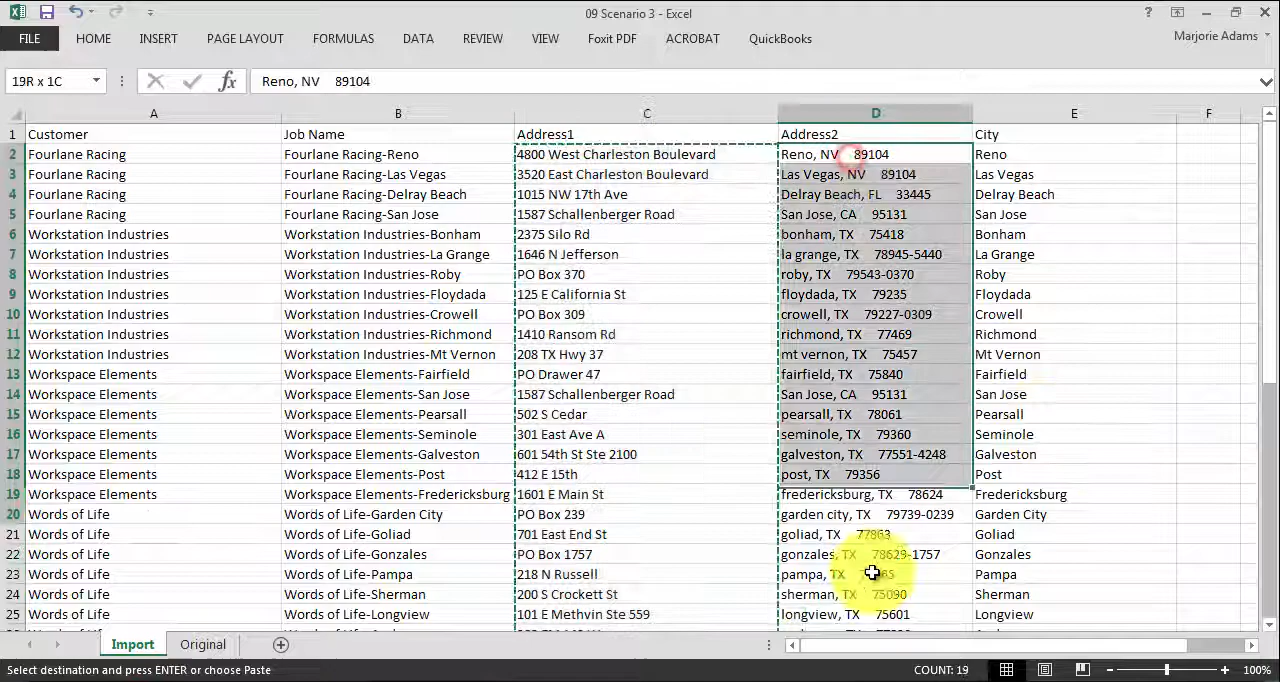 09 Scenario 3 - Excel
FILE HOME INSERT PAGE LAYOUT FORMULAS DATA REVIEW VIEW Foxit PDF ACROBAT QuickBooks Marjorie Adams
19R x 1C fx Reno, NV 89104
A B C D E F
1 Customer Job Name Address1 Address2 City
2 Fourlane Racing Fourlane Racing-Reno 4800 West Charleston Boulevard Reno, NV 89104 Reno
3 Fourlane Racing Fourlane Racing-Las Vegas 3520 East Charleston Boulevard Las Vegas, NV 89104 Las Vegas
4 Fourlane Racing Fourlane Racing-Delray Beach 1015 NW 17th Ave Delray Beach, FL 33445 Delray Beach
5 Fourlane Racing Fourlane Racing-San Jose 1587 Schallenberger Road San Jose, CA 95131 San Jose
6 Workstation Industries Workstation Industries-Bonham 2375 Silo Rd bonham, TX 75418 Bonham
7 Workstation Industries Workstation Industries-La Grange 1646 N Jefferson la grange, TX 78945-5440 La Grange
8 Workstation Industries Workstation Industries-Roby PO Box 370 roby, TX 79543-0370 Roby
9 Workstation Industries Workstation Industries-Floydada 125 E California St floydada, TX 79235 Floydada
10 Workstation Industries Workstation Industries-Crowell PO Box 309 crowell, TX 79227-0309 Crowell
11 Workstation Industries Workstation Industries-Richmond 1410 Ransom Rd richmond, TX 77469 Richmond
12 Workstation Industries Workstation Industries-Mt Vernon 208 TX Hwy 37 mt vernon, TX 75457 Mt Vernon
13 Workspace Elements Workspace Elements-Fairfield PO Drawer 47 fairfield, TX 75840 Fairfield
14 Workspace Elements Workspace Elements-San Jose 1587 Schallenberger Road San Jose, CA 95131 San Jose
15 Workspace Elements Workspace Elements-Pearsall 502 S Cedar pearsall, TX 78061 Pearsall
16 Workspace Elements Workspace Elements-Seminole 301 East Ave A seminole, TX 79360 Seminole
17 Workspace Elements Workspace Elements-Galveston 601 54th St Ste 2100 galveston, TX 77551-4248 Galveston
18 Workspace Elements Workspace Elements-Post 412 E 15th post, TX 79356 Post
19 Workspace Elements Workspace Elements-Fredericksburg 1601 E Main St fredericksburg, TX 78624 Fredericksburg
20 Words of Life Words of Life-Garden City PO Box 239 garden city, TX 79739-0239 Garden City
21 Words of Life Words of Life-Goliad 701 East End St goliad, TX 77963 Goliad
22 Words of Life Words of Life-Gonzales PO Box 1757 gonzales, TX 78629-1757 Gonzales
23 Words of Life Words of Life-Pampa 218 N Russell pampa, TX Pampa
24 Words of Life Words of Life-Sherman 200 S Crockett St sherman, TX 75090 Sherman
25 Words of Life Words of Life-Longview 101 E Methvin Ste 559 longview, TX 75601 Longview
Import Original
Select destination and press ENTER or choose Paste COUNT: 19 100%